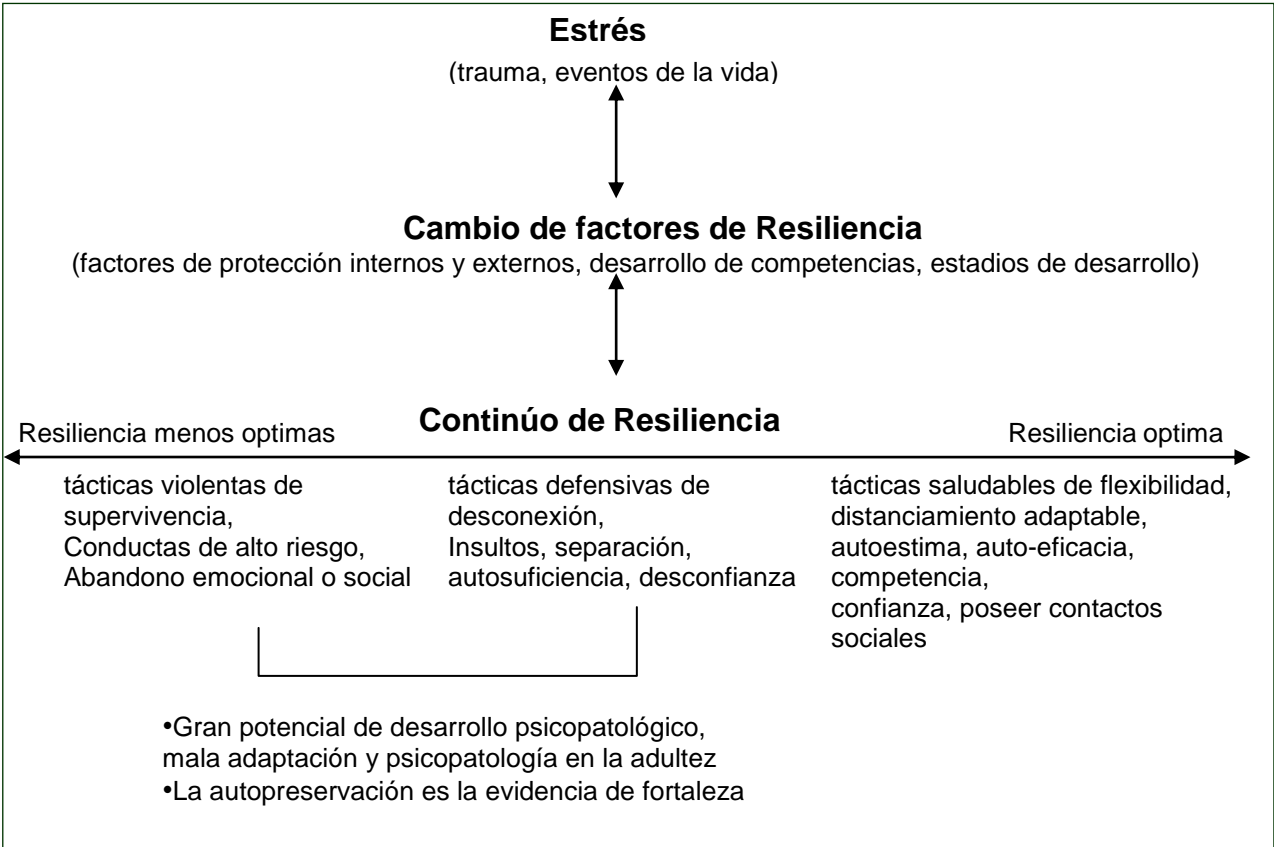 Estrés
(trauma, eventos de la vida)
Cambio de factores de Resiliencia
(factores de protección internos y externos, desarrollo de competencias, estadios de desarrollo)
Continúo de Resiliencia
Resiliencia menos optimas
Resiliencia optima
tácticas violentas de
supervivencia,
Conductas de alto riesgo,
Abandono emocional o social
tácticas defensivas de
desconexión,
Insultos, separación,
autosuficiencia, desconfianza
tácticas saludables de flexibilidad,
distanciamiento adaptable,
autoestima, auto-eficacia,
competencia,
confianza, poseer contactos
sociales
•Gran potencial de desarrollo psicopatológico,
mala adaptación y psicopatología en la adultez
•La autopreservación es la evidencia de fortaleza